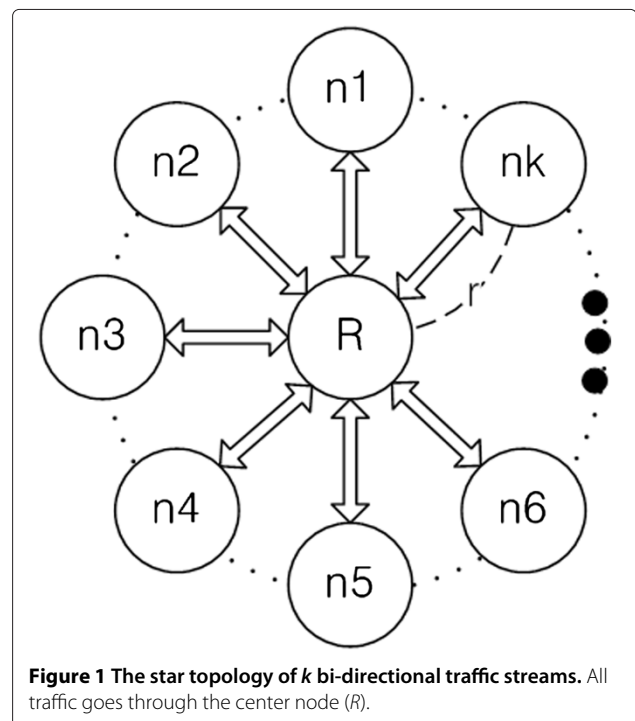 n1
n2
nk
r
n3
R
n4
n6
n5
Figure 1 The star topology of k bi-directional traffic streams. All
traffic goes through the center node (R).